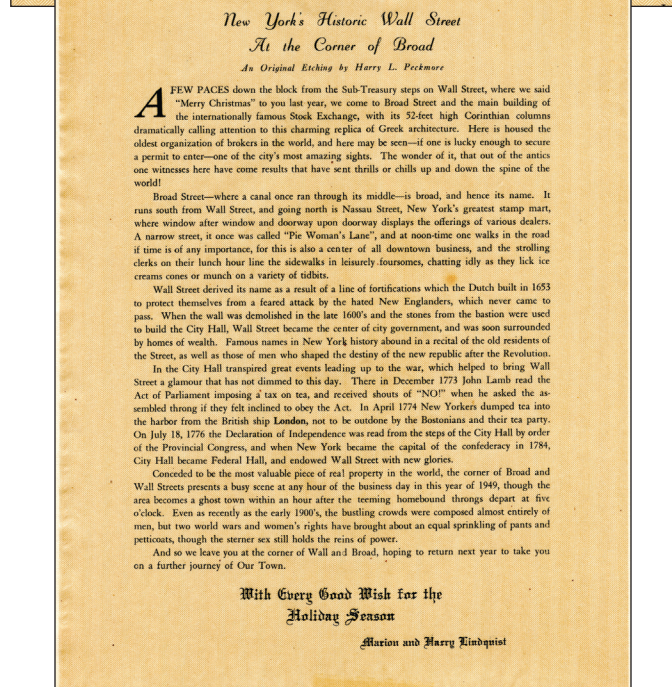 New York's Historic Wall Street
At the Corner of Broad
An Original Etching by Harry L. Peckmore
A FEW PACES down the block from the Sub-Treasury steps on Wall Street, where we said
“Merry Christmas” to you last year, we come to Broad Street and the main building of
the internationally famous Stock Exchange, with its 52-feet high Corinthian columns
dramatically calling attention to this charming replica of Greek architecture. Here is housed the
oldest organization of brokers in the world, and here may be seen—if one is lucky enough to secure
a permit to enter—one of the city's most amazing sights. The wonder of it, that out of the antics
one witnesses here have come results that have sent thrills or chills up and down the spine of the
world!
Broad Street—where a canal once ran through its middle—is broad, and hence its name. It
runs south from Wall Street, and going north is Nassau Street, New York's greatest stamp mart,
where window after window and doorway upon doorway displays the offerings of various dealers.
A narrow street, it once was called “Pie Woman's Lane”, and at noon-time one walks in the road
if time is of any importance, for this is also a center of all downtown business, and the strolling
clerks on their lunch hour line the sidewalks in leisurely foursomes, chatting idly as they lick ice
creams cones or munch on a variety of tidbits.
Wall Street derived its name as a result of a line of fortifications which the Dutch built in 1653
to protect themselves from a feared attack by the hated New Englanders, which never came to
pass. When the wall was demolished in the late 1600's and the stones from the bastion were used
to build the City Hall, Wall Street became the center of city government, and was soon surrounded
by homes of wealth. Famous names in New York history abound in a recital of the old residents of
the Street, as well as those of men who shaped the destiny of the new republic after the Revolution.
In the City Hall transpired great events leading up to the war, which helped to bring Wall
Street a glamour that has not dimmed to this day. There in December 1773 John Lamb read the
Act of Parliament imposing a tax on tea, and received shouts of “NO!” when he asked the as-
sembled throng if they felt inclined to obey the Act. In April 1774 New Yorkers dumped tea into
the harbor from the British ship London, not to be outdone by the Bostonians and their tea party.
On July 18, 1776 the Declaration of Independence was read from the steps of the City Hall by order
of the Provincial Congress, and when New York became the capital of the confederacy in 1784,
City Hall became Federal Hall, and endowed Wall Street with new glories.
Conceded to be the most valuable piece of real property in the world, the corner of Broad and
Wall Streets presents a busy scene at any hour of the business day in this year of 1949, though the
area becomes a ghost town within an hour after the teeming homebound throngs depart at five
o'clock. Even as recently as the early 1900's, the bustling crowds were composed almost entirely of
men, but two world wars and women's rights have brought about an equal sprinkling of pants and
petticoats, though the sterner sex still holds the reins of power.
And so we leave you at the corner of Wall and Broad, hoping to return next year to take you
on a further journey of Our Town.
With Every Good Wish for the
Holiday Season
Marion and Harry Lindquist